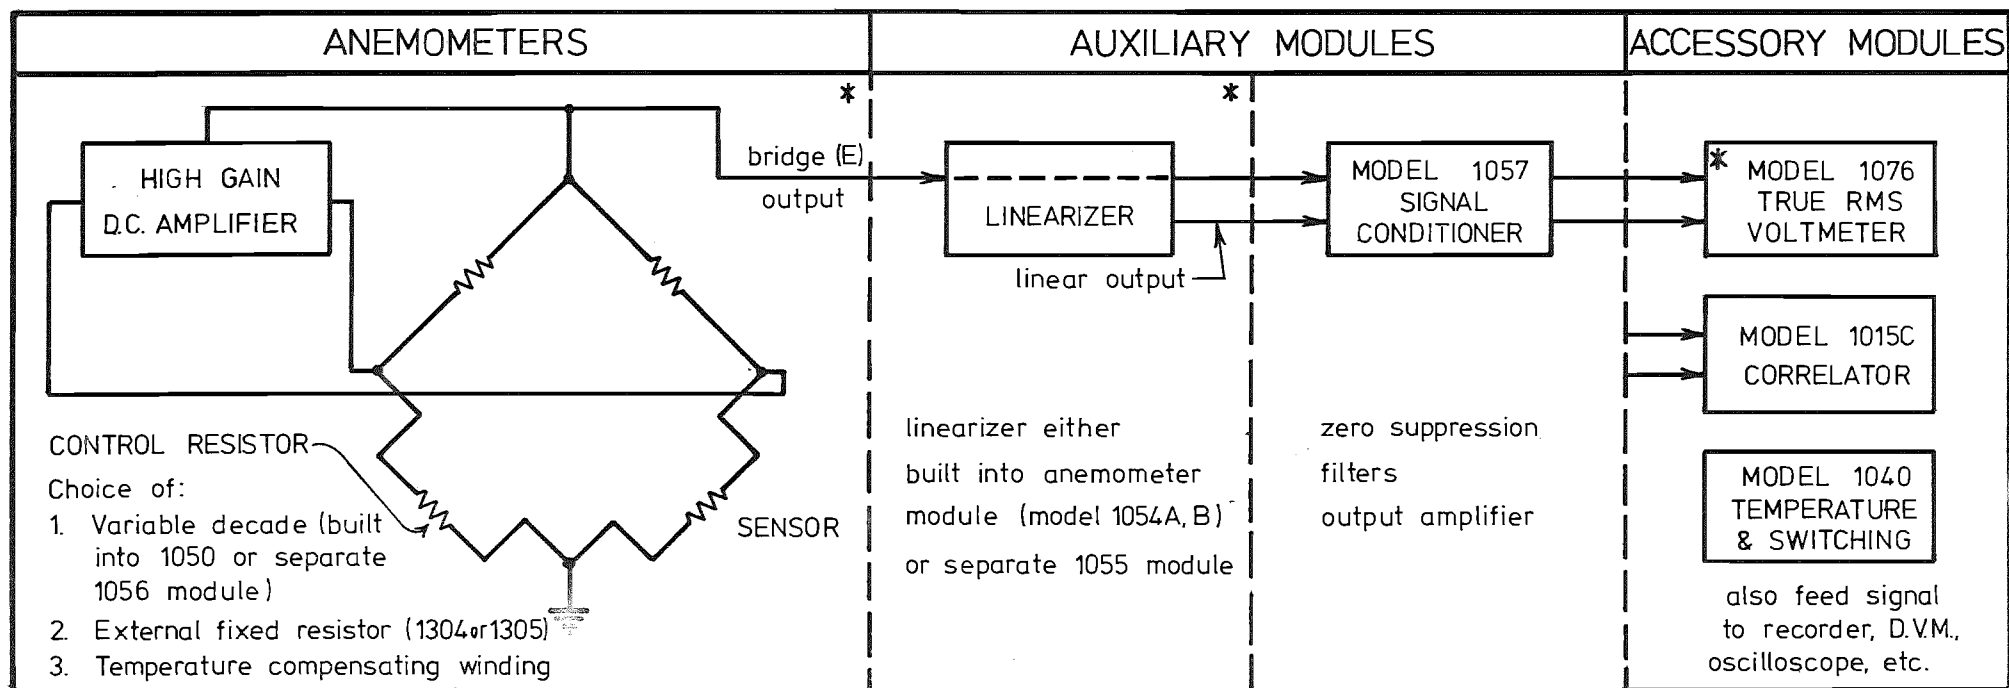 ANEMOMETERS
AUXILIARY MODULES
ACCESSORY MODULES
*
HIGH GAIN
D.C. AMPLIFIER
bridge (E)
output
CONTROL RESISTOR
Choice of:
1. Variable decade (built
into 1050 or separate
1056 module)
2. External fixed resistor (1304 or 1305)
3. Temperature compensating winding
SENSOR
*
LINEARIZER
linear output
linearizer either
built into anemometer
module (model 1054A, B)
or separate 1055 module
MODEL 1057
SIGNAL
CONDITIONER
zero suppression
filters
output amplifier
* MODEL 1076
TRUE RMS
VOLTMETER
MODEL 1015C
CORRELATOR
MODEL 1040
TEMPERATURE
& SWITCHING
also feed signal
to recorder, D.V.M.,
oscilloscope, etc.